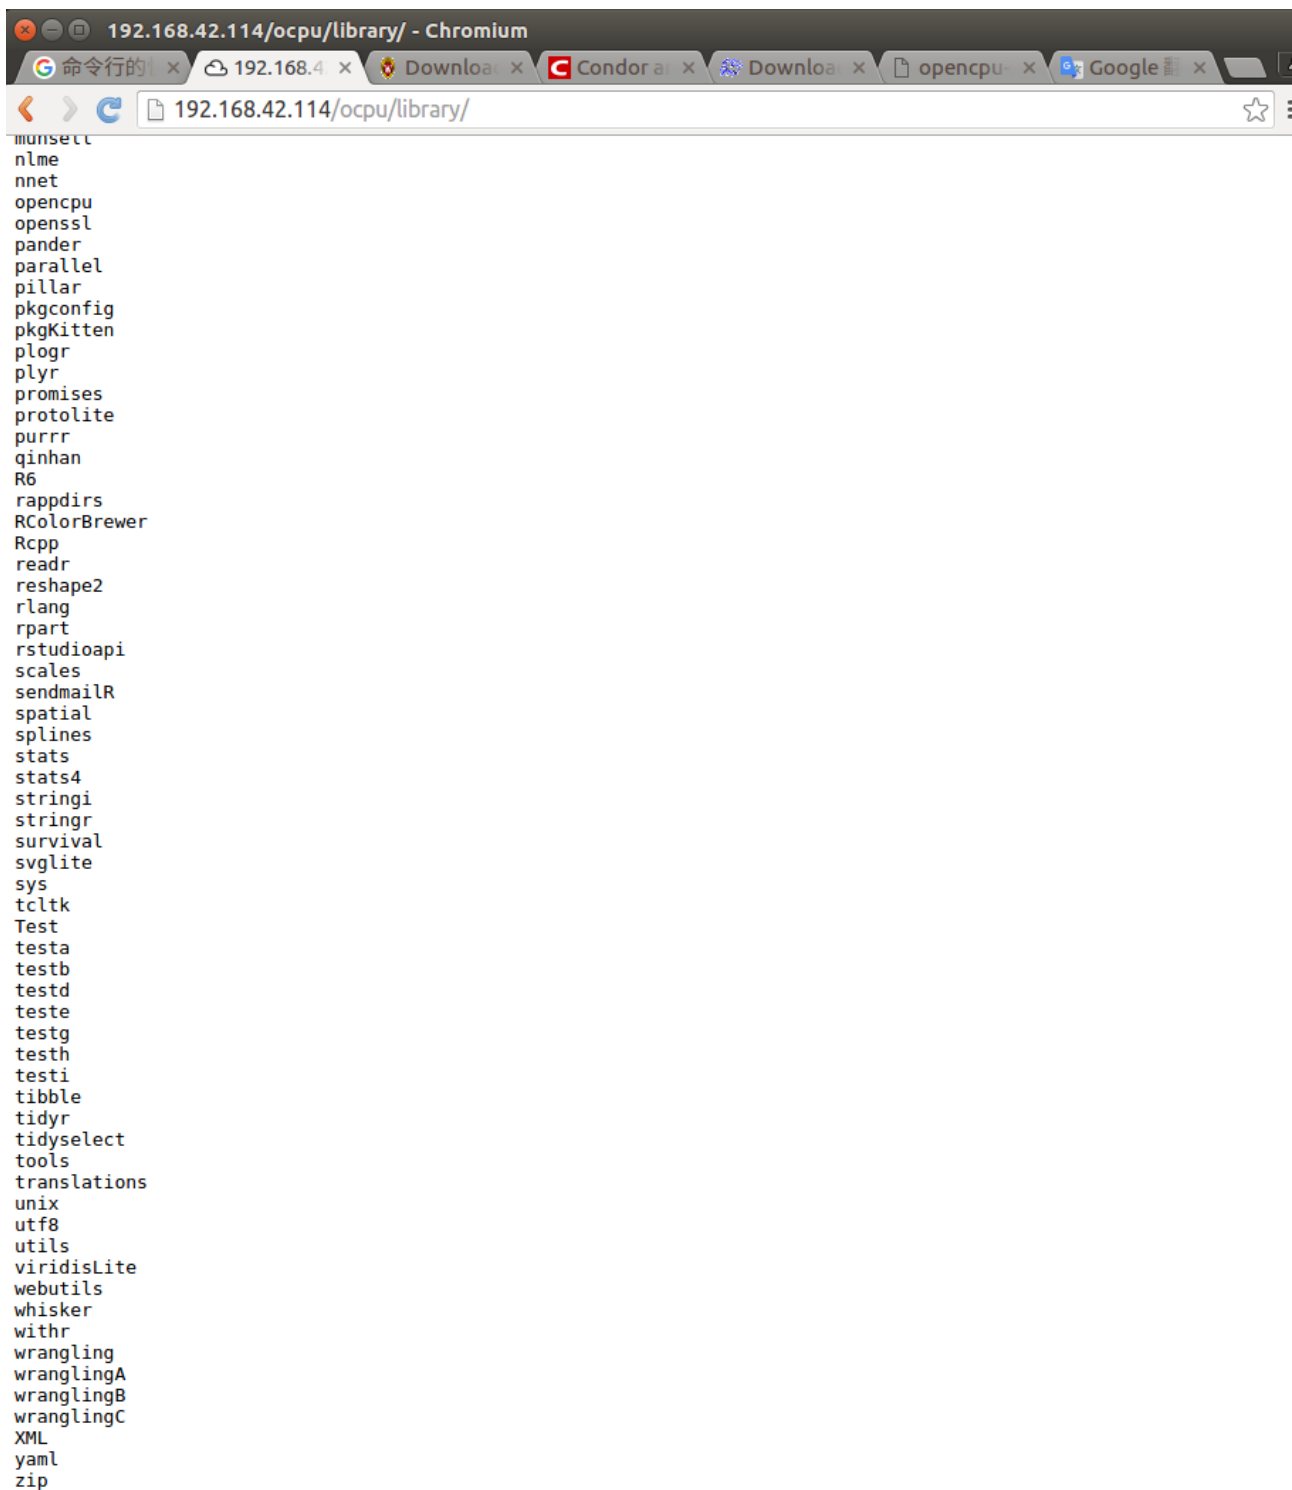 192.168.42.114/ocpu/library/ - Chromium
命令行的 192.168.4 Downloa Condor a Downloa opencpu- Google
192.168.42.114/ocpu/library/
munsell
nlme
nnet
opencpu
openssl
pander
parallel
pillar
pkgconfig
pkgKitten
plogr
plyr
promises
protolite
purrr
qinhan
R6
rappdirs
RColorBrewer
Rcpp
readr
reshape2
rlang
rpart
rstudioapi
scales
sendmailR
spatial
splines
stats
stats4
stringi
stringr
survival
svglite
sys
tcltk
Test
testa
testb
testd
teste
testg
testh
testi
tibble
tidyr
tidyselect
tools
translations
unix
utf8
utils
viridisLite
webutils
whisker
withr
wrangling
wranglingA
wranglingB
wranglingC
XML
yaml
zip